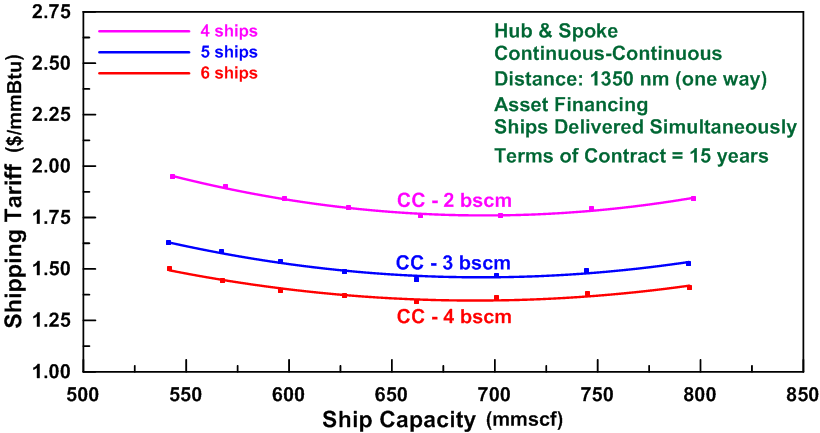 2.75
2.50
2.25
2.00
1.75
1.50
1.25
1.00
Shipping Tariff ($/mmBtu)
4 ships
5 ships
6 ships
Hub & Spoke
Continuous-Continuous
Distance: 1350 nm (one way)
Asset Financing
Ships Delivered Simultaneously
Terms of Contract = 15 years
CC - 2 bscm
CC - 3 bscm
CC - 4 bscm
500 550 600 650 700 750 800 850
Ship Capacity (mmscf)